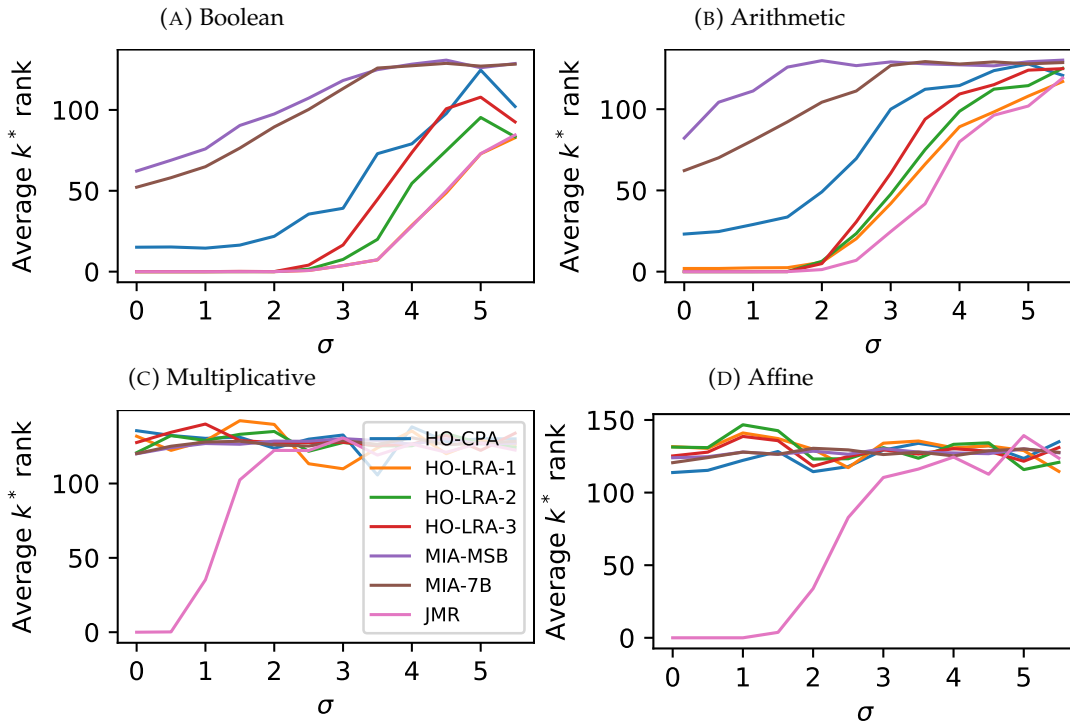 (A) Boolean
(B) Arithmetic
Average k* rank
100
50
0
0 1 2 3 4 5
σ
Average k* rank
100
50
0
0 1 2 3 4 5
σ
(C) Multiplicative
(D) Affine
Average k* rank
100
50
0
0 1 2 3 4 5
σ
HO-CPA
HO-LRA-1
HO-LRA-2
HO-LRA-3
MIA-MSB
MIA-7B
JMR
Average k* rank
150
100
50
0
0 1 2 3 4 5
σ